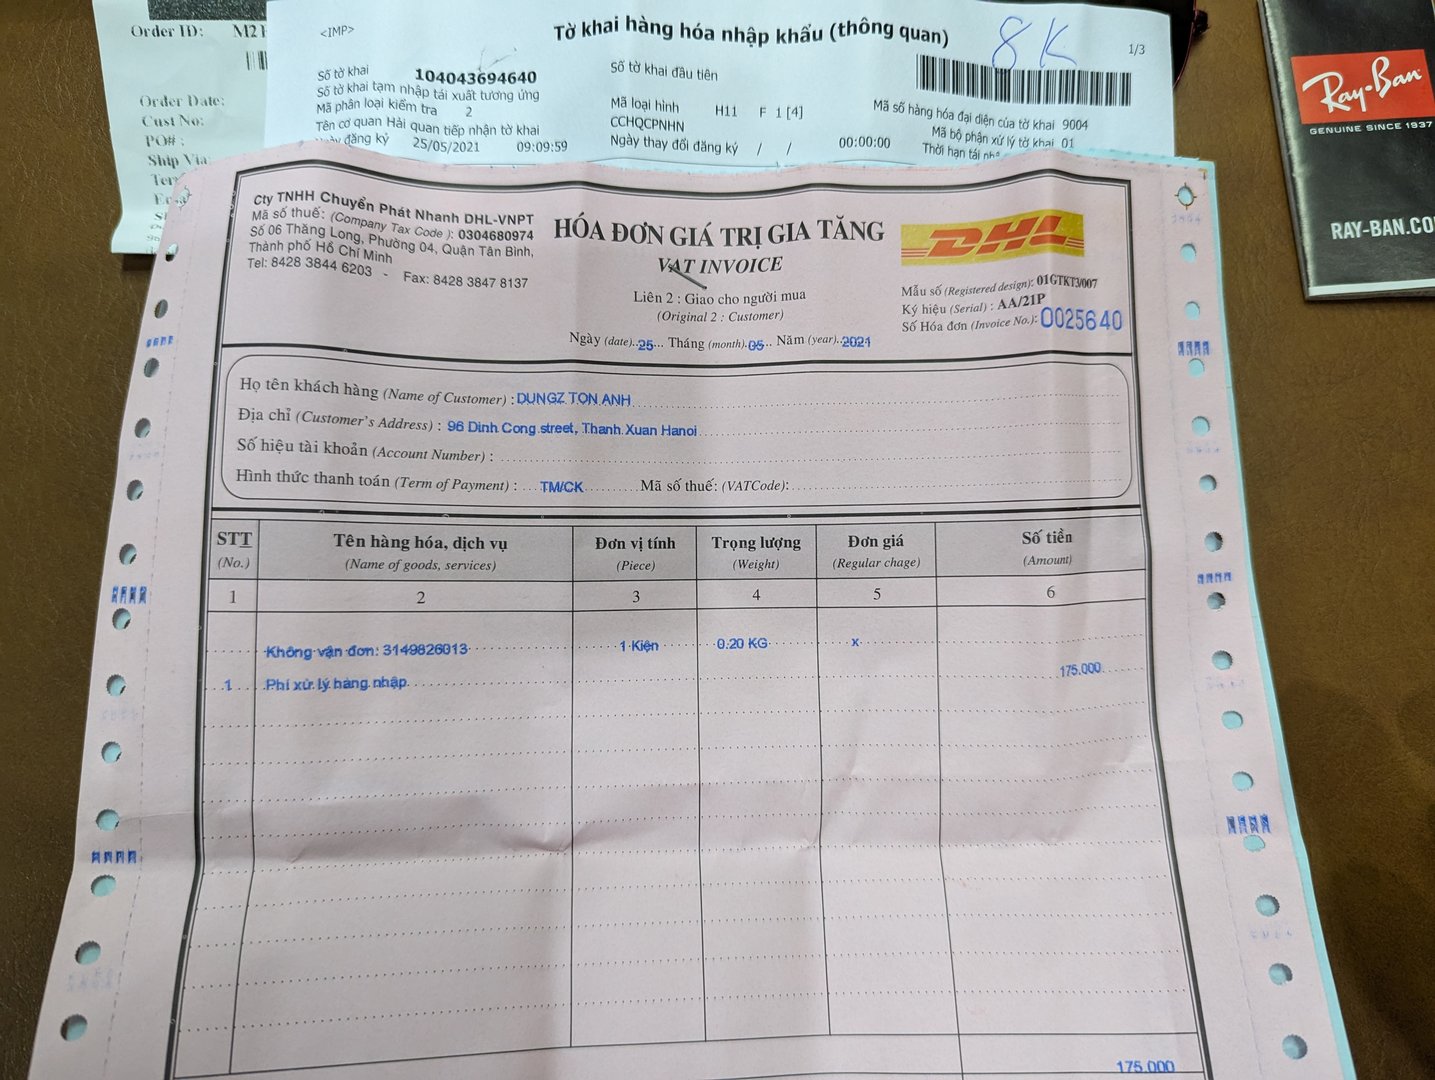 Order ID: M2
Order Date:
Cust No:
PO# :
Ship Via:
<IMP>
Tờ khai hàng hóa nhập khẩu (thông quan)
8K
1/3
Số tờ khai 104043694640
Số tờ khai đầu tiên
Số tờ khai tạm nhập tái xuất tương ứng
Mã phân loại kiểm tra 2
Mã loại hình H11 F 1 [4]
Mã số hàng hóa đại diện của tờ khai 9004
Tên cơ quan Hải quan tiếp nhận tờ khai CCHQCPNHN
Mã bộ phận xử lý tờ khai 01
đăng ký 25/05/2021 09:09:59
Ngày thay đổi đăng ký / / 00:00:00
Thời hạn tái
Ray-Ban
GENUINE SINCE 1937
RAY-BAN.CO
Cty TNHH Chuyển Phát Nhanh DHL-VNPT
Mã số thuế: (Company Tax Code ): 0304680974
Số 06 Thăng Long, Phường 04, Quận Tân Bình,
Thành phố Hồ Chí Minh
Tel: 8428 3844 6203 - Fax: 8428 3847 8137
HÓA ĐƠN GIÁ TRỊ GIA TĂNG
VAT INVOICE
Liên 2 : Giao cho người mua
(Original 2 : Customer)
Ngày (date)..25... Tháng (month).05.. Năm (year)..2021
DHL
Mẫu số (Registered design): 01GTKT3/007
Ký hiệu (Serial) : AA/21P
Số Hóa đơn (Invoice No.): 0025640
Họ tên khách hàng (Name of Customer) : DUNGZ TON ANH
Địa chỉ (Customer's Address) : 96 Dinh Cong street, Thanh Xuan Hanoi
Số hiệu tài khoản (Account Number) :
Hình thức thanh toán (Term of Payment) : TM/CK Mã số thuế: (VATCode):
STT Tên hàng hóa, dịch vụ Đơn vị tính Trọng lượng Đơn giá Số tiền
(No.) (Name of goods, services) (Piece) (Weight) (Regular chage) (Amount)
1 2 3 4 5 6
Không vận đơn: 3149826013 1 Kiện 0.20 KG x
1 Phí xử lý hàng nhập 175.000
175.000